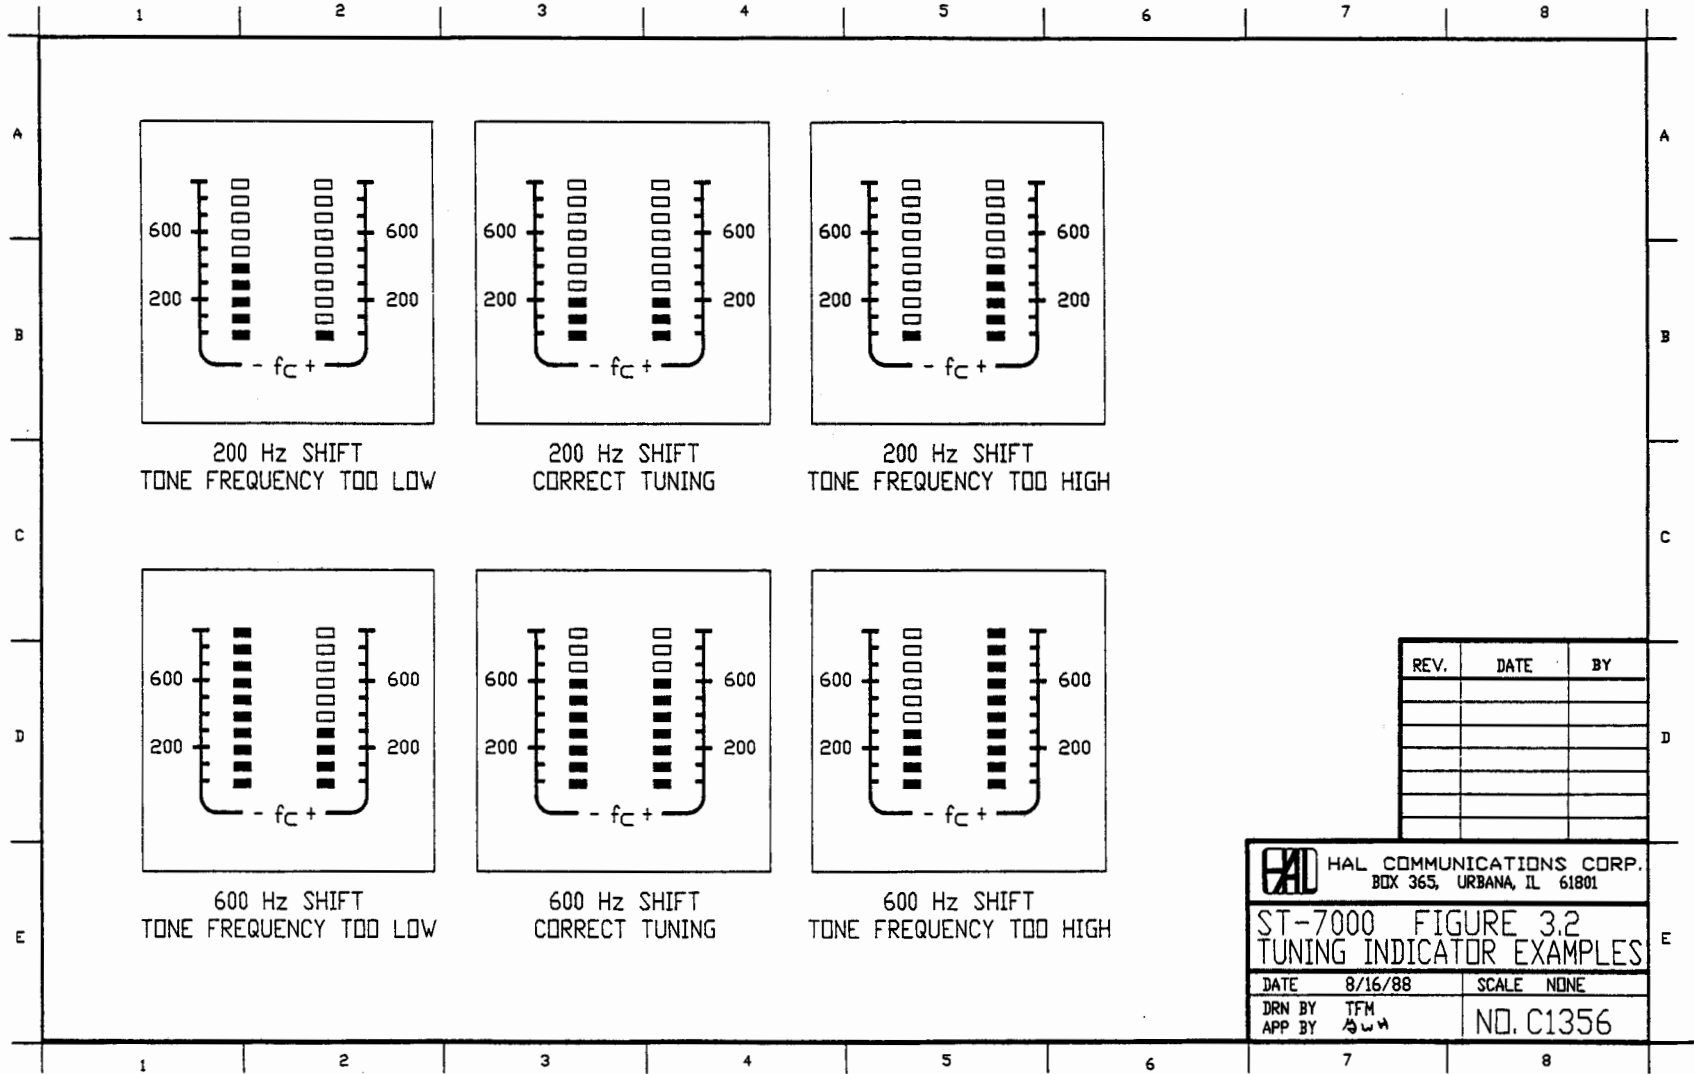 1 2 3 4 5 6 7 8
A A
600 600 600 600 600 600
200 200 200 200 200 200
B B
- fc + - fc + - fc +
200 Hz SHIFT 200 Hz SHIFT 200 Hz SHIFT
TONE FREQUENCY TOO LOW CORRECT TUNING TONE FREQUENCY TOO HIGH
C C
REV. DATE BY
600 600 600 600 600 600
D D
200 200 200 200 200 200
- fc + - fc + - fc +
HAL HAL COMMUNICATIONS CORP.
BOX 365, URBANA, IL 61801
600 Hz SHIFT 600 Hz SHIFT 600 Hz SHIFT
TONE FREQUENCY TOO LOW CORRECT TUNING TONE FREQUENCY TOO HIGH
ST-7000 FIGURE 3.2
E E
TUNING INDICATOR EXAMPLES
DATE 8/16/88 SCALE NONE
DRN BY TFM
APP BY
NO. C1356
1 2 3 4 5 6 7 8